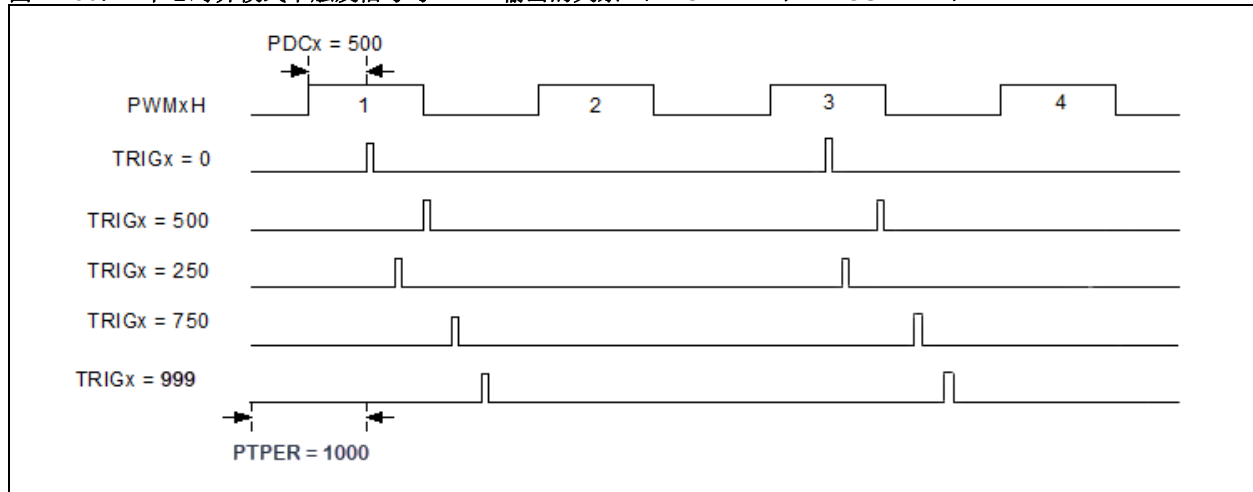 PDCx = 500
PWMxH
1
2
3
4
TRIGx = 0
TRIGx = 500
TRIGx = 250
TRIGx = 750
TRIGx = 999
PTPER = 1000